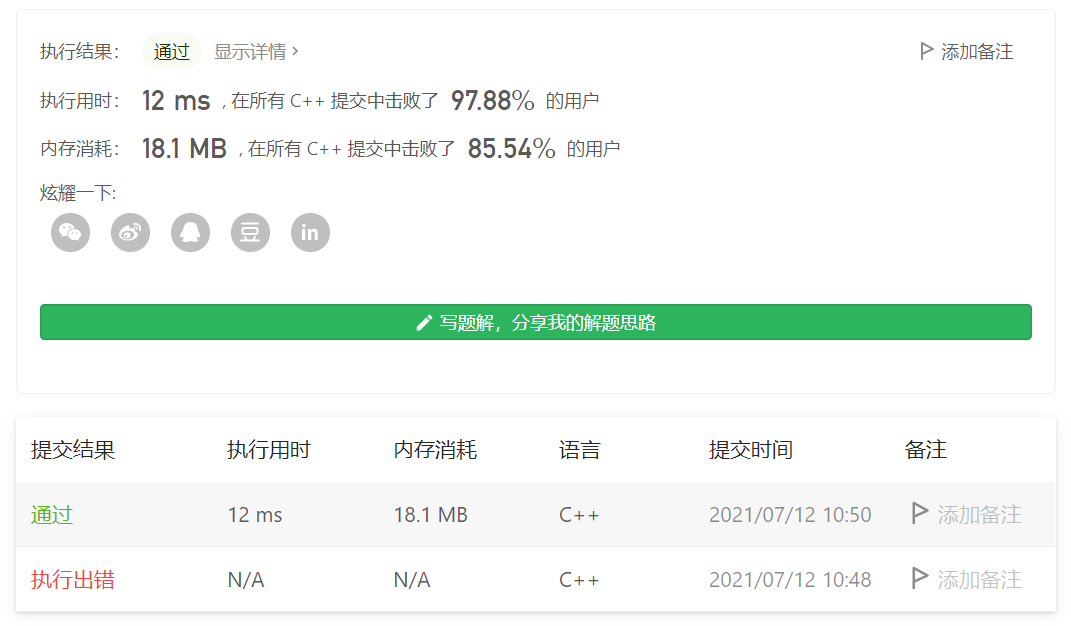 执行结果： 通过 显示详情 > 添加备注
执行用时： 12 ms , 在所有 C++ 提交中击败了 97.88% 的用户
内存消耗： 18.1 MB , 在所有 C++ 提交中击败了 85.54% 的用户
炫耀一下:
豆 in
写题解，分享我的解题思路
提交结果 执行用时 内存消耗 语言 提交时间 备注
通过 12 ms 18.1 MB C++ 2021/07/12 10:50 添加备注
执行出错 N/A N/A C++ 2021/07/12 10:48 添加备注